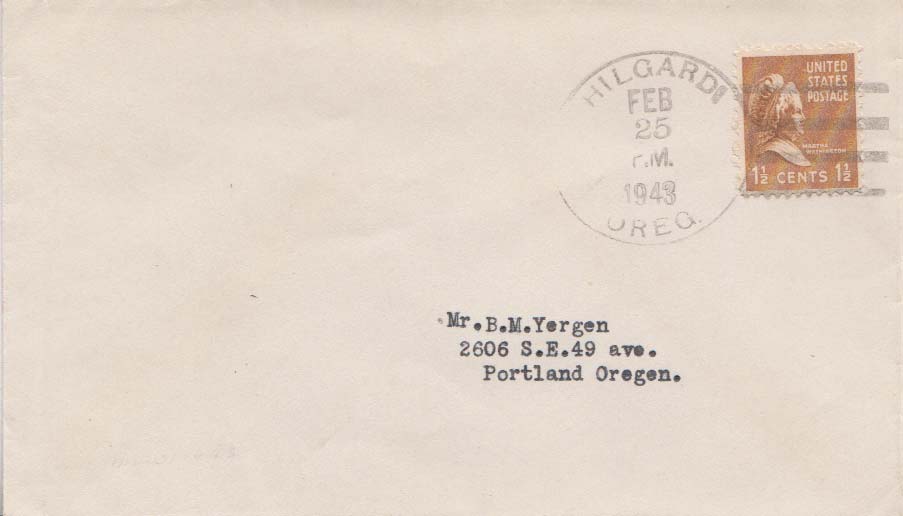 HILGARD
FEB
25
P.M.
1943
OREG.
UNITED
STATES
POSTAGE
MARTHA
WASHINGTON
1½ CENTS 1½
Mr.B.M.Yergen
2606 S.E.49 ave.
Portland Oregen.